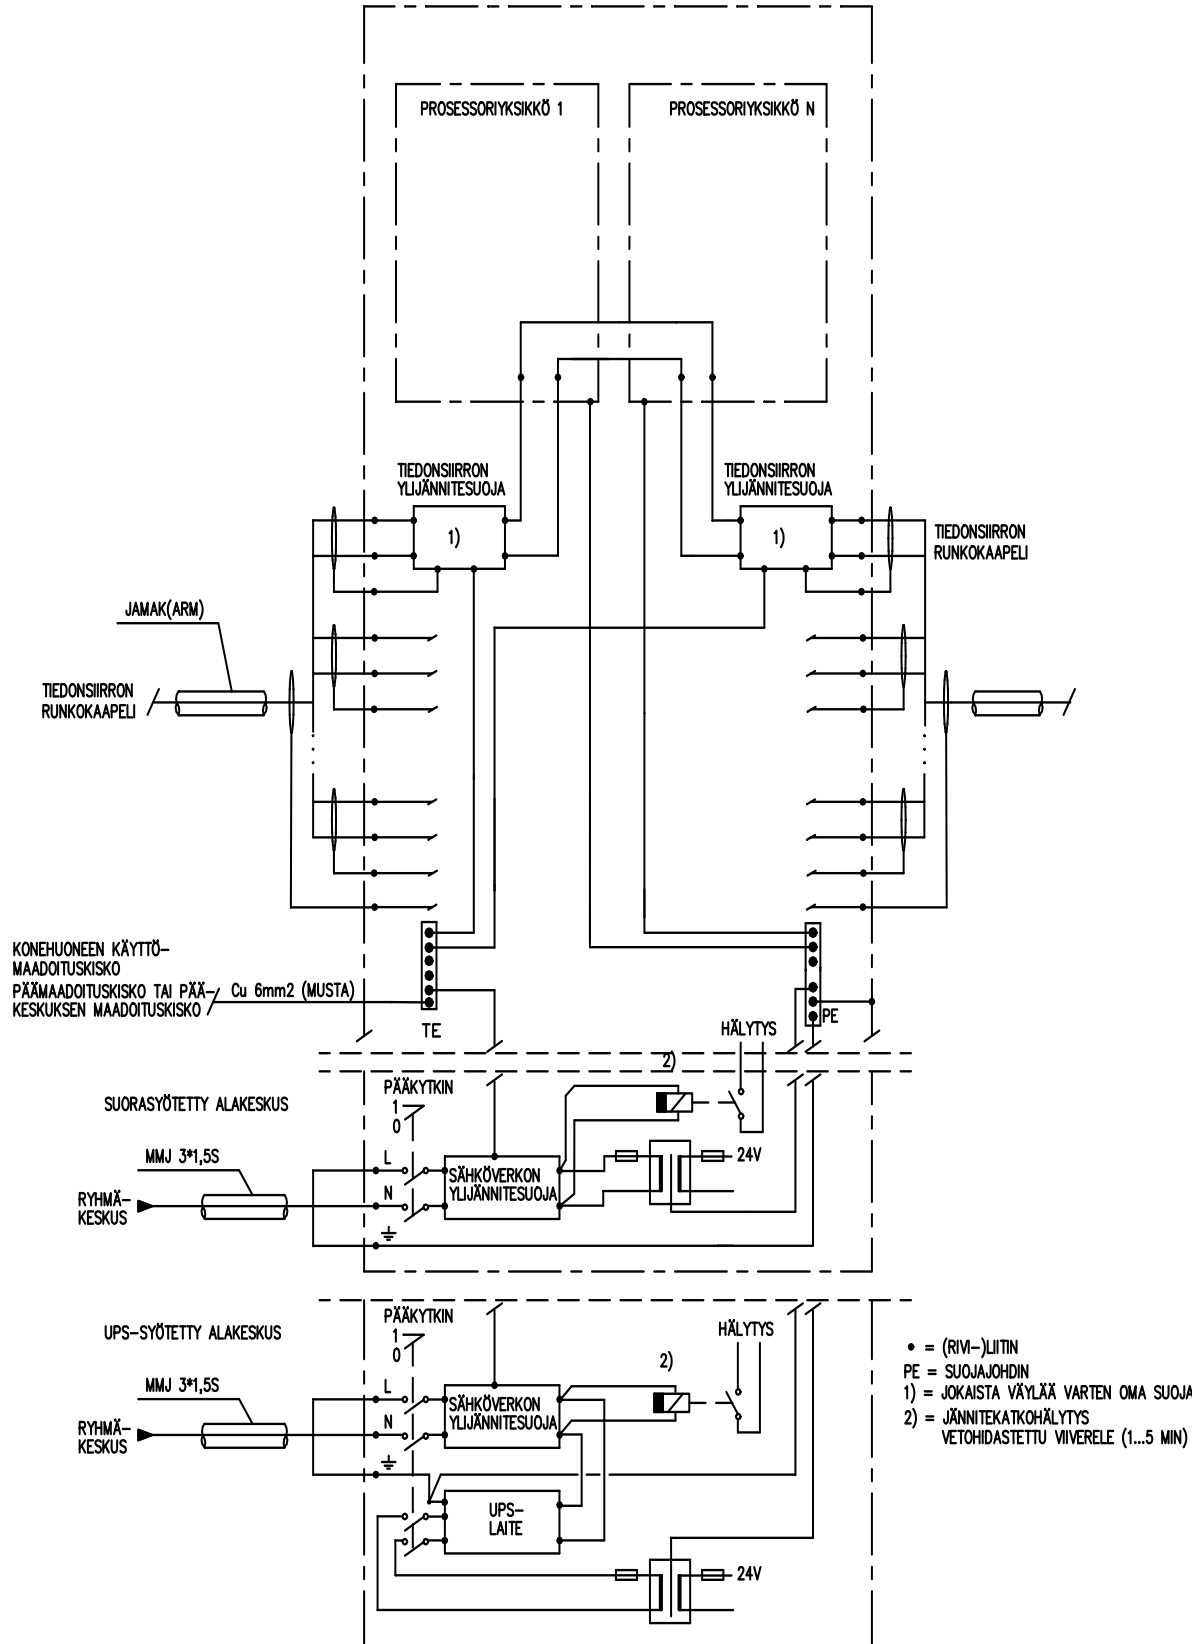 PROSESSORIYKSIKKÖ 1
PROSESSORIYKSIKKÖ N
TIEDONSIIRRON
YLIJÄNNITESUOJA
1)
TIEDONSIIRRON
YLIJÄNNITESUOJA
1)
TIEDONSIIRRON
RUNKOKAAPELI
JAMAK(ARM)
TIEDONSIIRRON
RUNKOKAAPELI
KONEHUONEEN KÄYTTÖ-
MAADOITUSKISKO
PÄÄMAADOITUSKISKO TAI PÄÄ-
KESKUKSEN MAADOITUSKISKO
Cu 6mm2 (MUSTA)
TE
PE
HÄLYTYS
2)
PÄÄKYTKIN
1
0
SUORASYÖTETTY ALAKESKUS
MMJ 3*1,5S
L
N
SÄHKÖVERKON
YLIJÄNNITESUOJA
24V
RYHMÄ-
KESKUS
PÄÄKYTKIN
1
0
HÄLYTYS
2)
UPS-SYÖTETTY ALAKESKUS
MMJ 3*1,5S
L
N
SÄHKÖVERKON
YLIJÄNNITESUOJA
RYHMÄ-
KESKUS
UPS-
LAITE
24V
• = (RIVI-)LIITIN
PE = SUOJAJOHDIN
1) = JOKAISTA VÄYLÄÄ VARTEN OMA SUOJA
2) = JÄNNITEKATKOHÄLYTYS
VETOHIDASTETTU VIIVERELE (1...5 MIN)